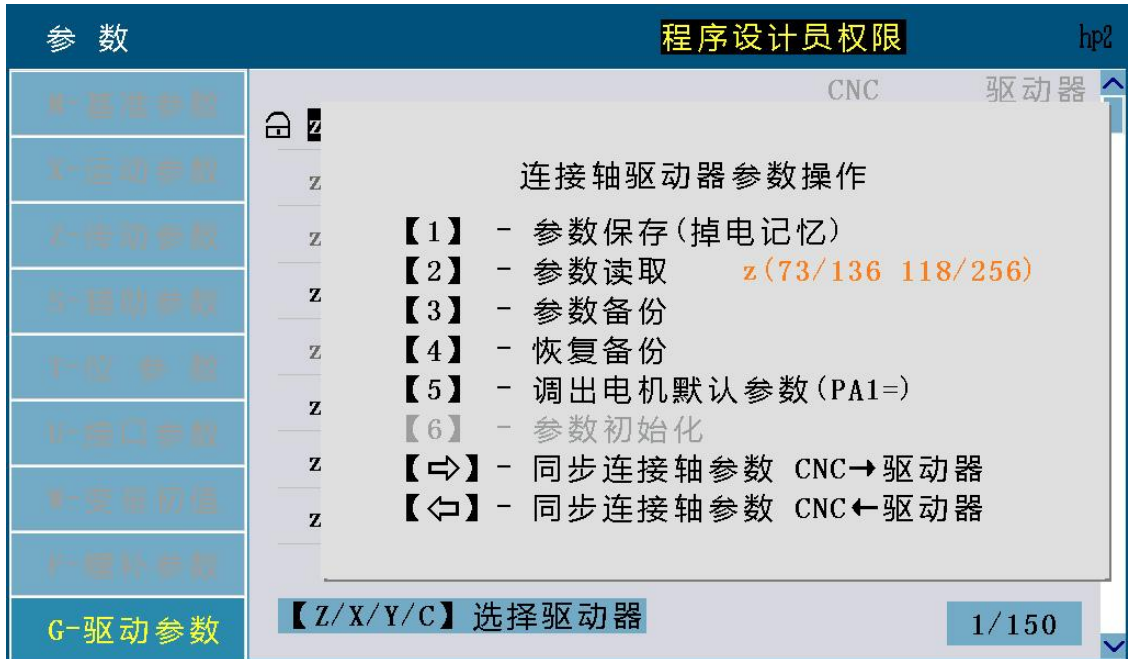 参 数
程序设计员权限
hp2
CNC
驱动器
z
z
z
z
z
z
z
z
连接轴驱动器参数操作
【1】 - 参数保存(掉电记忆)
【2】 - 参数读取 z(73/136 118/256)
【3】 - 参数备份
【4】 - 恢复备份
【5】 - 调出电机默认参数(PA1=)
【6】 - 参数初始化
【⇨】 - 同步连接轴参数 CNC→驱动器
【⇦】 - 同步连接轴参数 CNC←驱动器
G-驱动参数
【Z/X/Y/C】选择驱动器
1/150